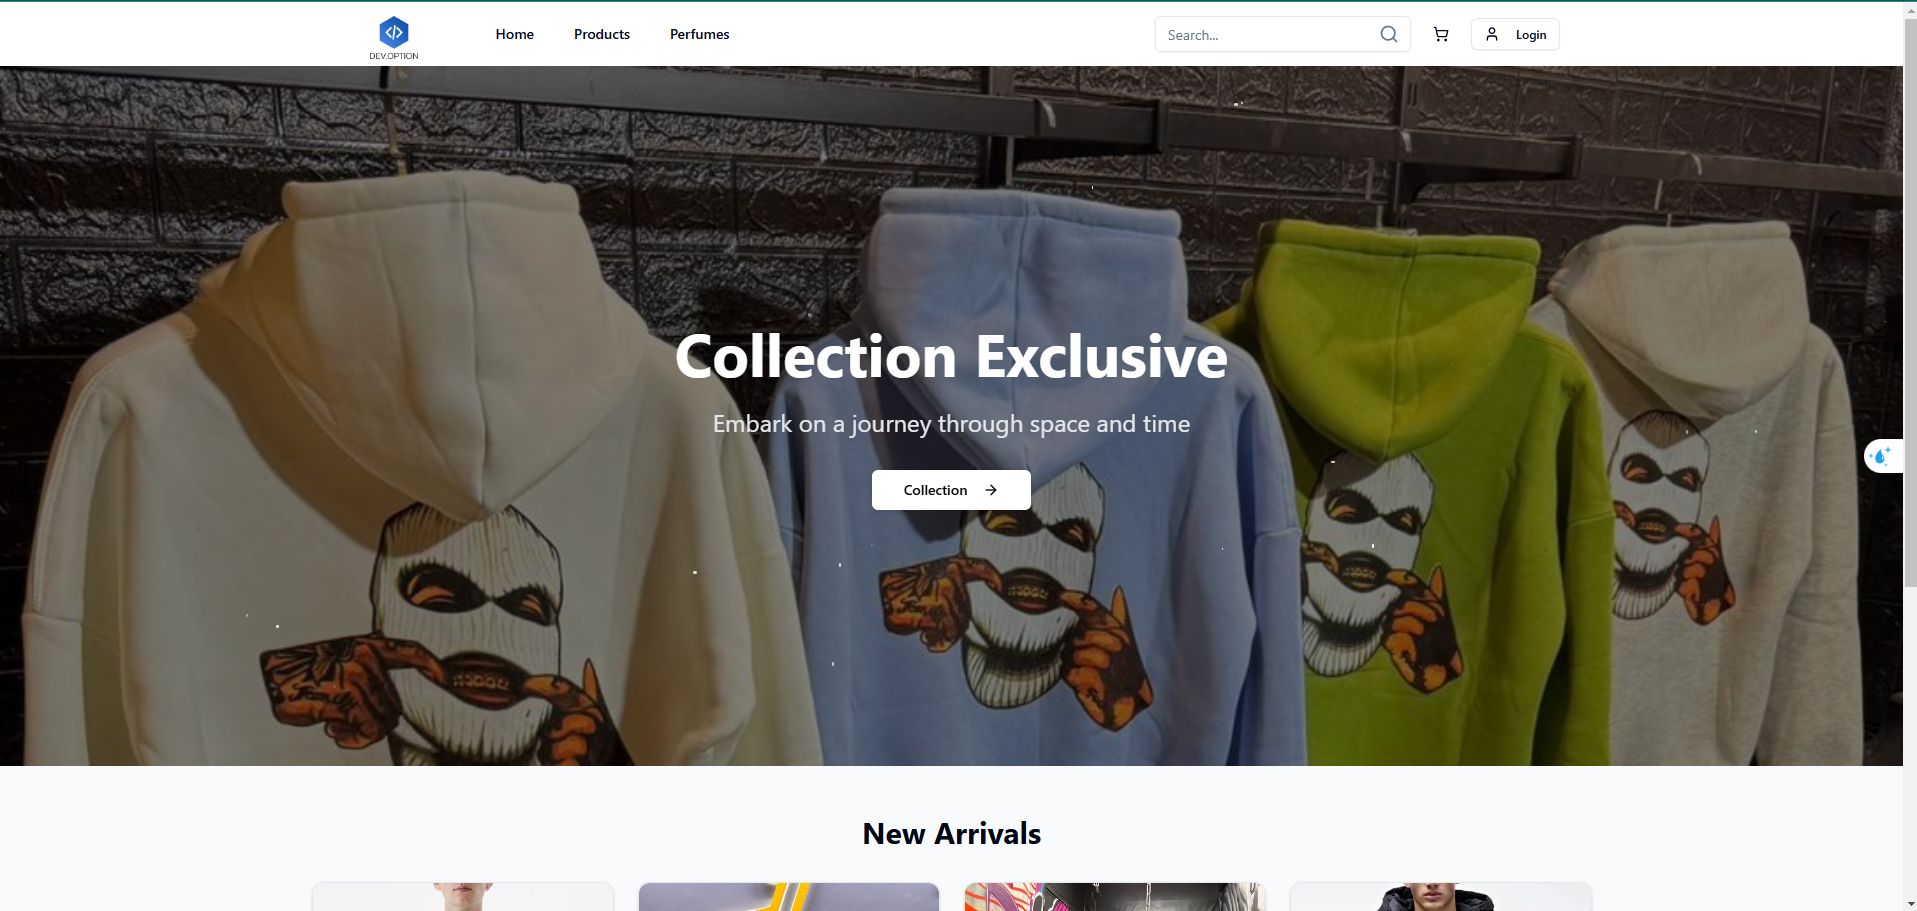 DEV.OPTION
Home
Products
Perfumes
Search...
Login
Collection Exclusive
Embark on a journey through space and time
Collection
New Arrivals